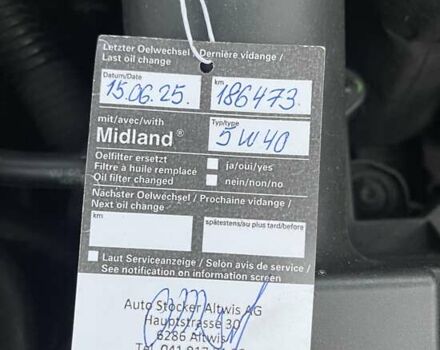 Letzter Oelwechsel / Dernière vidange /
Last oil change
Datum/Date km
15.06.25. 186473
mit/avec/with Typ/type
Midland® 5W40
Oelfilter ersetzt ja/oui/yes
Filtre à huile remplacé
Oil filter changed nein/non/no
Nächster Oelwechsel / Prochaine vidange /
Next oil change
km spätestens/au plus tard/before
Laut Serviceanzeige / Selon avis de service /
See notification on information screen
Auto Stocker Altwis AG
Hauptstrasse 30
6286 Altwis
Tel. 041 917